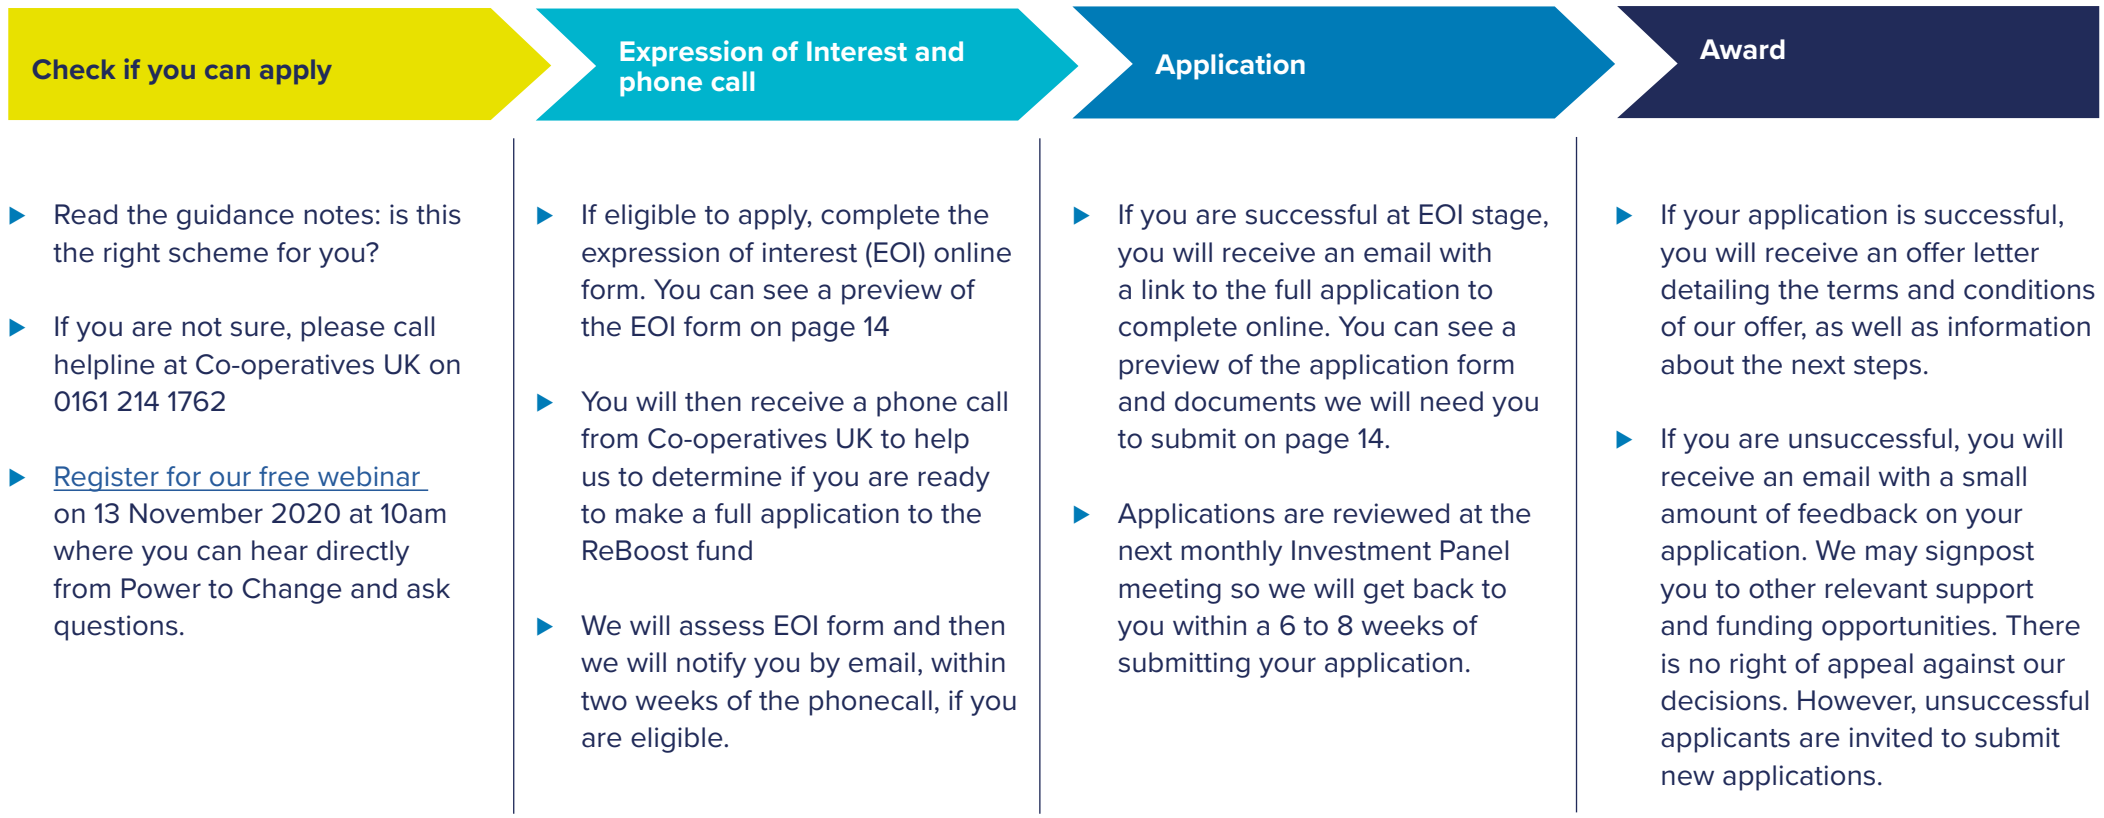 Check if you can apply
Read the guidance notes: is this
the right scheme for you?
If you are not sure, please call
helpline at Co-operatives UK on
0161 214 1762
Register for our free webinar
on 13 November 2020 at 10am
where you can hear directly
from Power to Change and ask
questions.
Expression of Interest and
phone call
If eligible to apply, complete the
expression of interest (EOI) online
form. You can see a preview of
the EOI form on page 14
You will then receive a phone call
from Co-operatives UK to help
us to determine if you are ready
to make a full application to the
ReBoost fund
We will assess EOI form and then
we will notify you by email, within
two weeks of the phonecall, if you
are eligible.
Application
If you are successful at EOI stage,
you will receive an email with
a link to the full application to
complete online. You can see a
preview of the application form
and documents we will need you
to submit on page 14.
Applications are reviewed at the
next monthly Investment Panel
meeting so we will get back to
you within a 6 to 8 weeks of
submitting your application.
Award
If your application is successful,
you will receive an offer letter
detailing the terms and conditions
of our offer, as well as information
about the next steps.
If you are unsuccessful, you will
receive an email with a small
amount of feedback on your
application. We may signpost
you to other relevant support
and funding opportunities. There
is no right of appeal against our
decisions. However, unsuccessful
applicants are invited to submit
new applications.